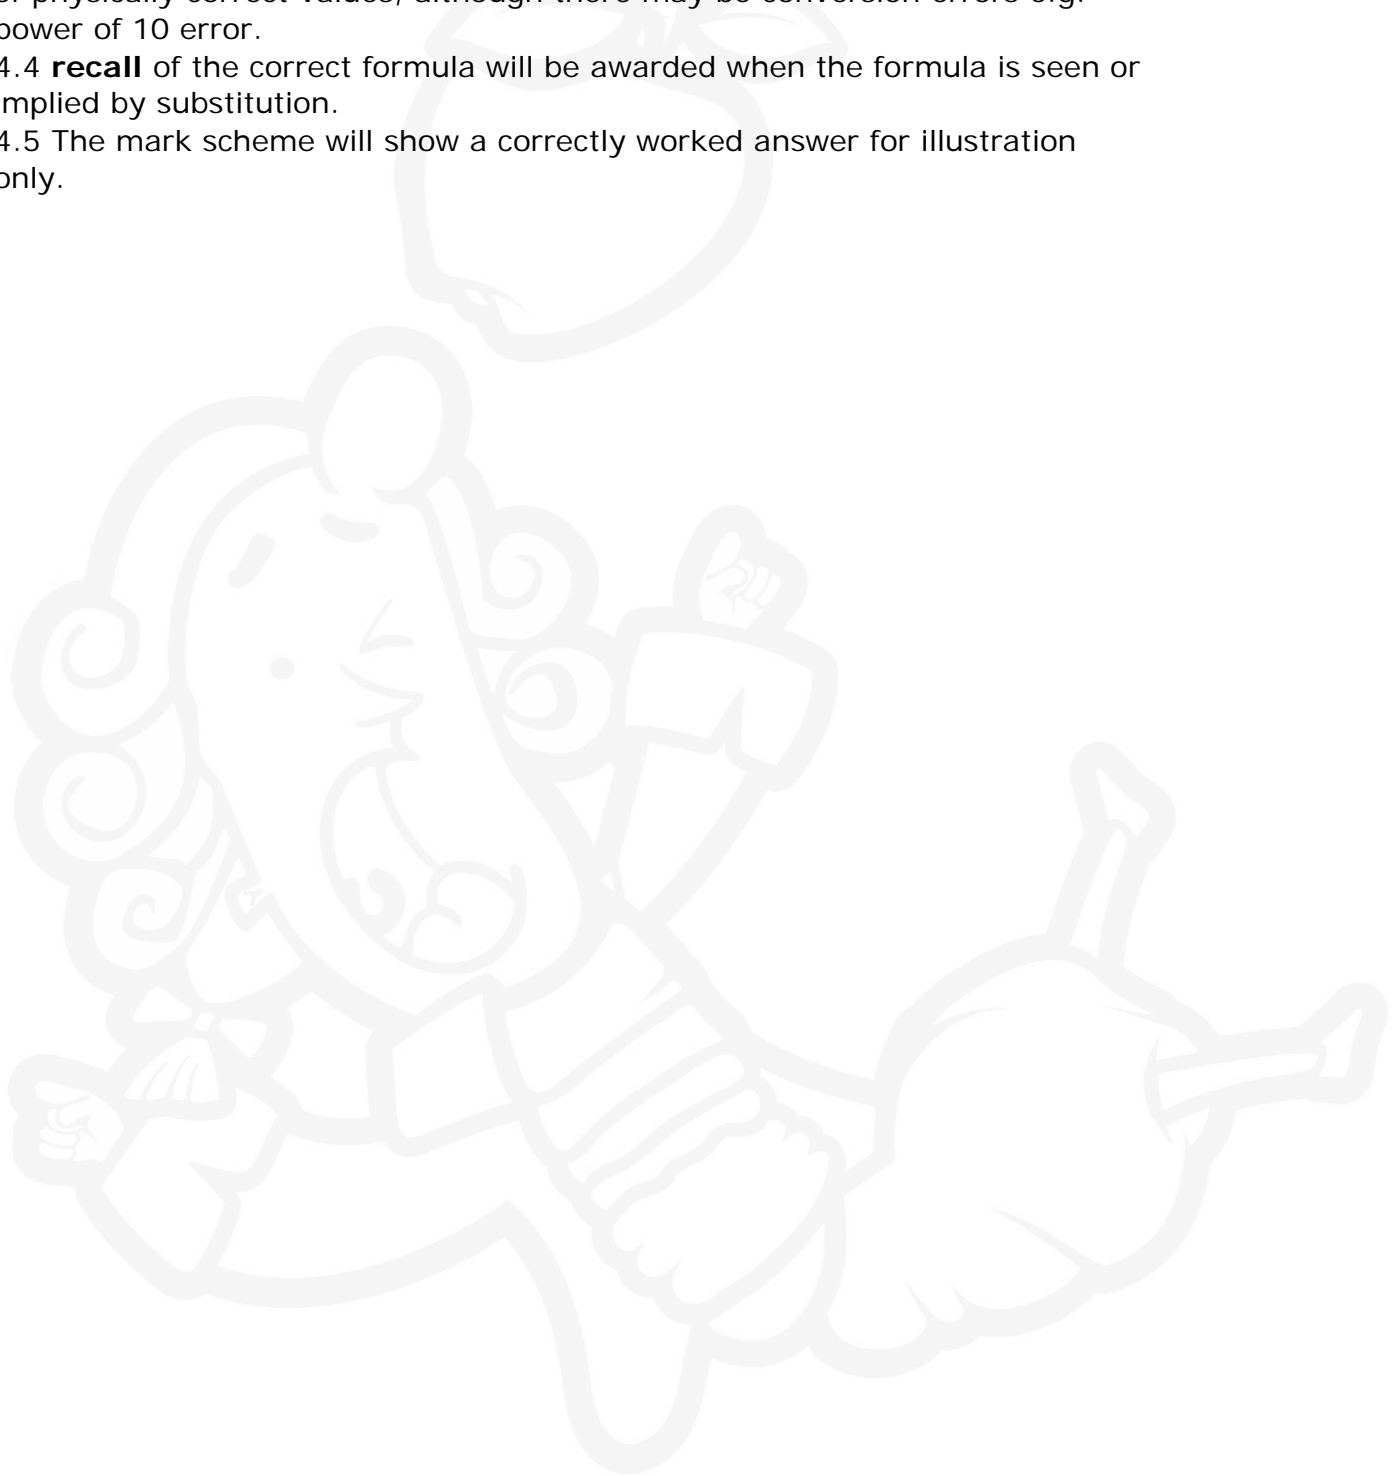 power of 10 error.
4.4 recall of the correct formula will be awarded when the formula is seen or
implied by substitution.
4.5 The mark scheme will show a correctly worked answer for illustration
only.